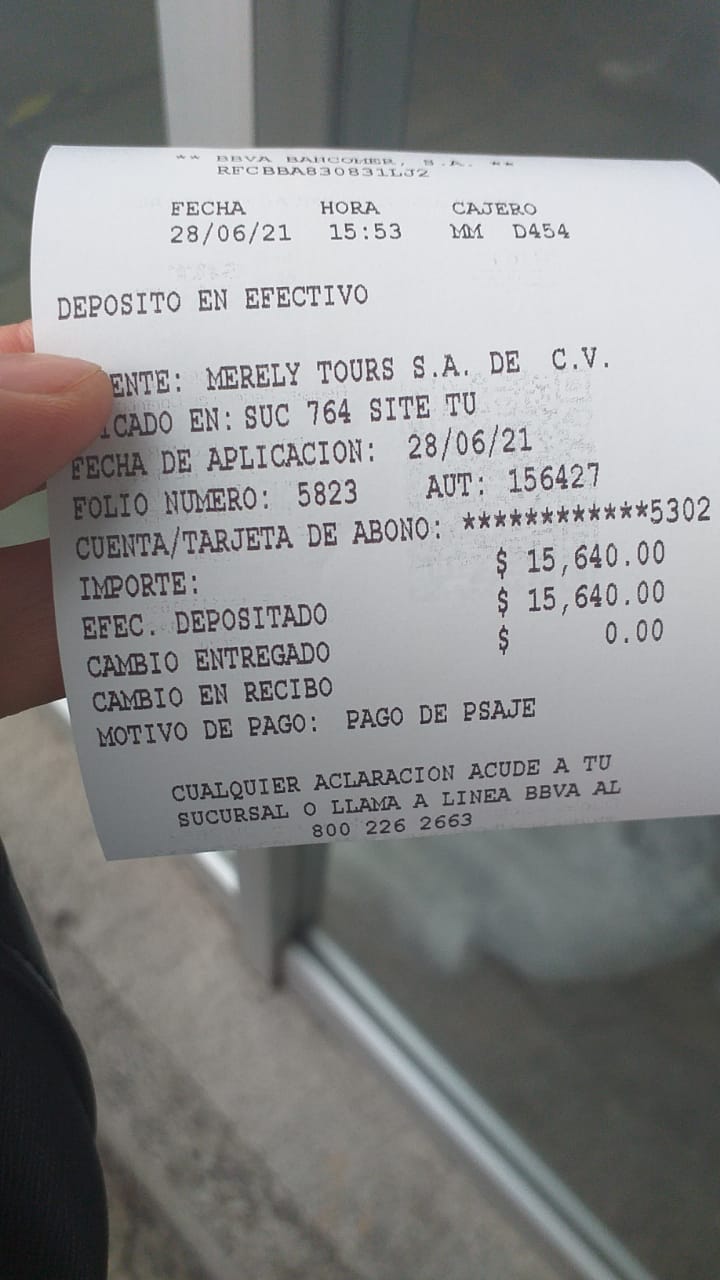 ** BBVA BANCOMER, S.A. **
RFCBBA830831LJ2
FECHA HORA CAJERO
28/06/21 15:53 MM D454
DEPOSITO EN EFECTIVO
ENTE: MERELY TOURS S.A. DE C.V.
ICADO EN: SUC 764 SITE TU
FECHA DE APLICACION: 28/06/21
FOLIO NUMERO: 5823 AUT: 156427
CUENTA/TARJETA DE ABONO: ************5302
IMPORTE: $ 15,640.00
EFEC. DEPOSITADO $ 15,640.00
CAMBIO ENTREGADO $ 0.00
CAMBIO EN RECIBO
MOTIVO DE PAGO: PAGO DE PSAJE
CUALQUIER ACLARACION ACUDE A TU
SUCURSAL O LLAMA A LINEA BBVA AL
800 226 2663